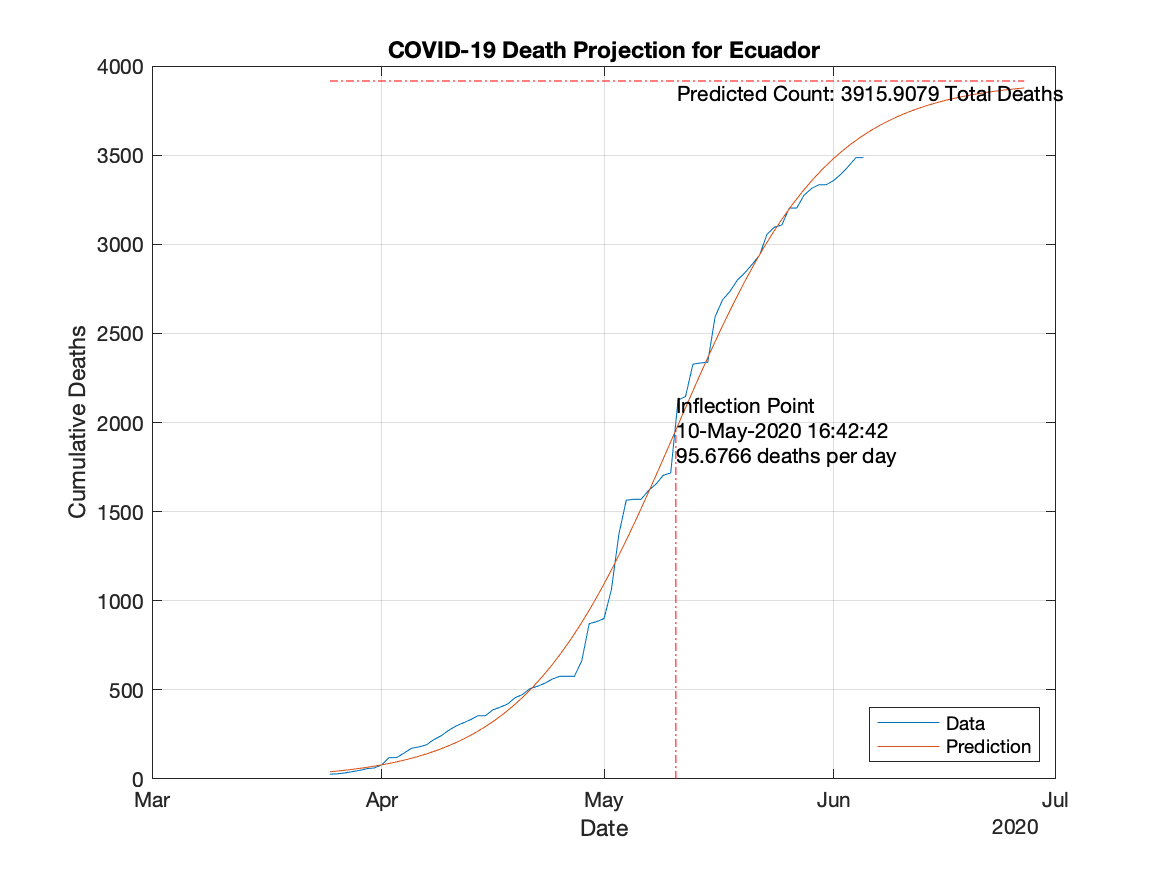 COVID-19 Death Projection for Ecuador
4000
Predicted Count: 3915.9079 Total Deaths
3500
3000
2500
2000
1500
1000
500
0
Cumulative Deaths
Inflection Point
10-May-2020 16:42:42
95.6766 deaths per day
Data
Prediction
Mar Apr May Jun Jul
Date
2020